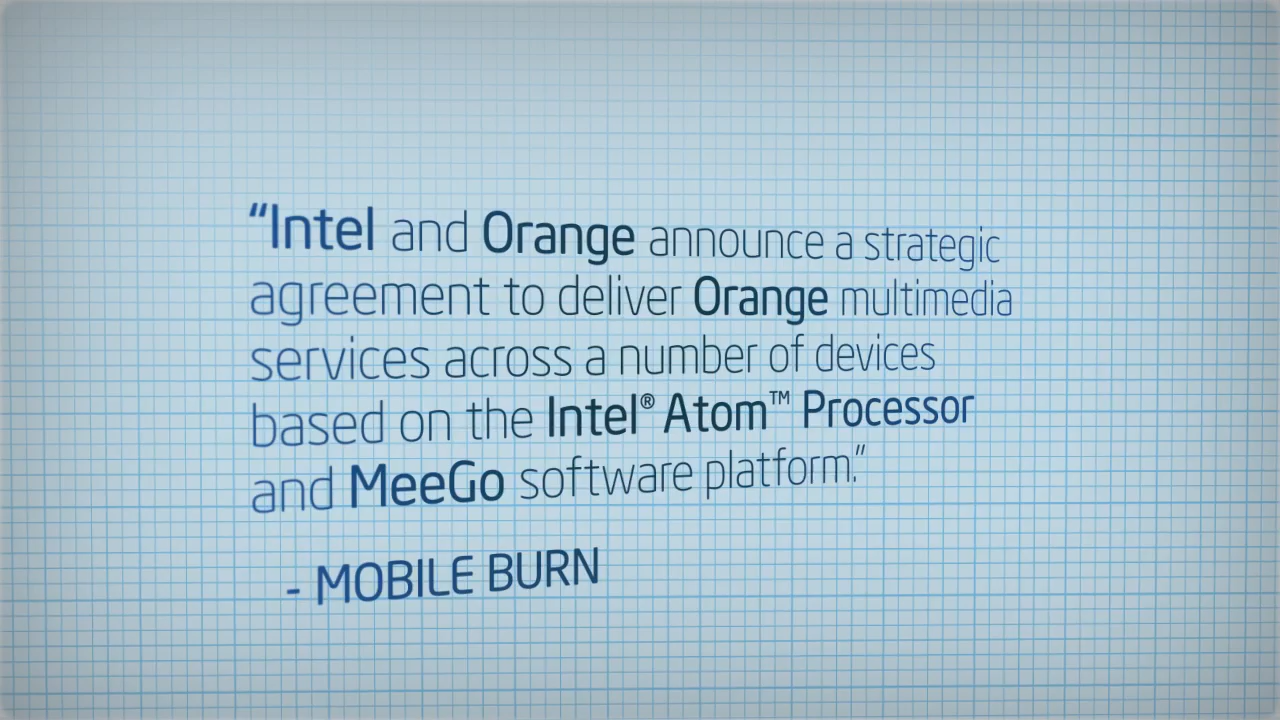 “Intel and Orange announce a strategic
agreement to deliver Orange multimedia
services across a number of devices
based on the Intel® Atom™ Processor
and MeeGo software platform.”
- MOBILE BURN